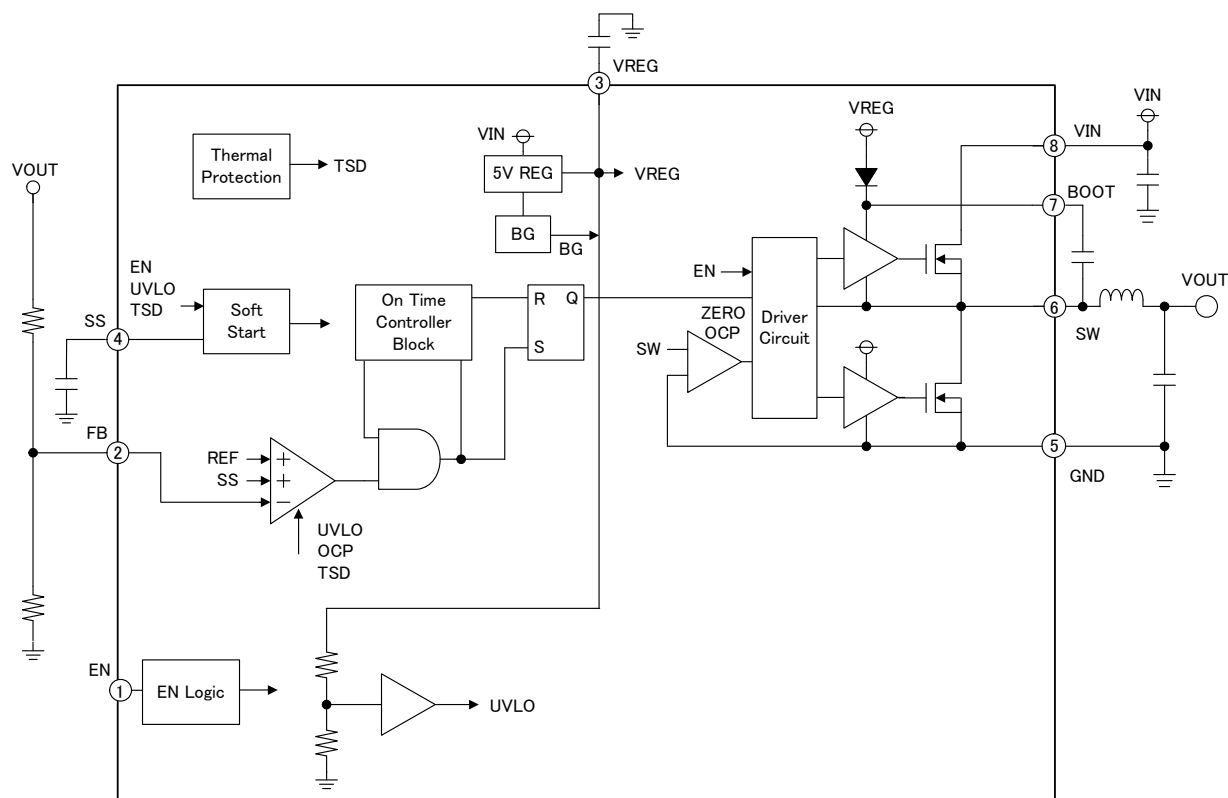 VREG
3
VREG
VIN
VIN
VIN
8
Thermal
Protection
TSD
5V REG
VREG
BOOT
7
VOUT
BG
BG
EN
UVLO
TSD
Soft
Start
SS
4
On Time
Controller
Block
R Q
S
EN
ZERO
OCP
SW
Driver
Circuit
6
SW
VOUT
FB
2
REF
SS
+
+
−
UVLO
OCP
TSD
5
GND
EN
1
EN Logic
UVLO